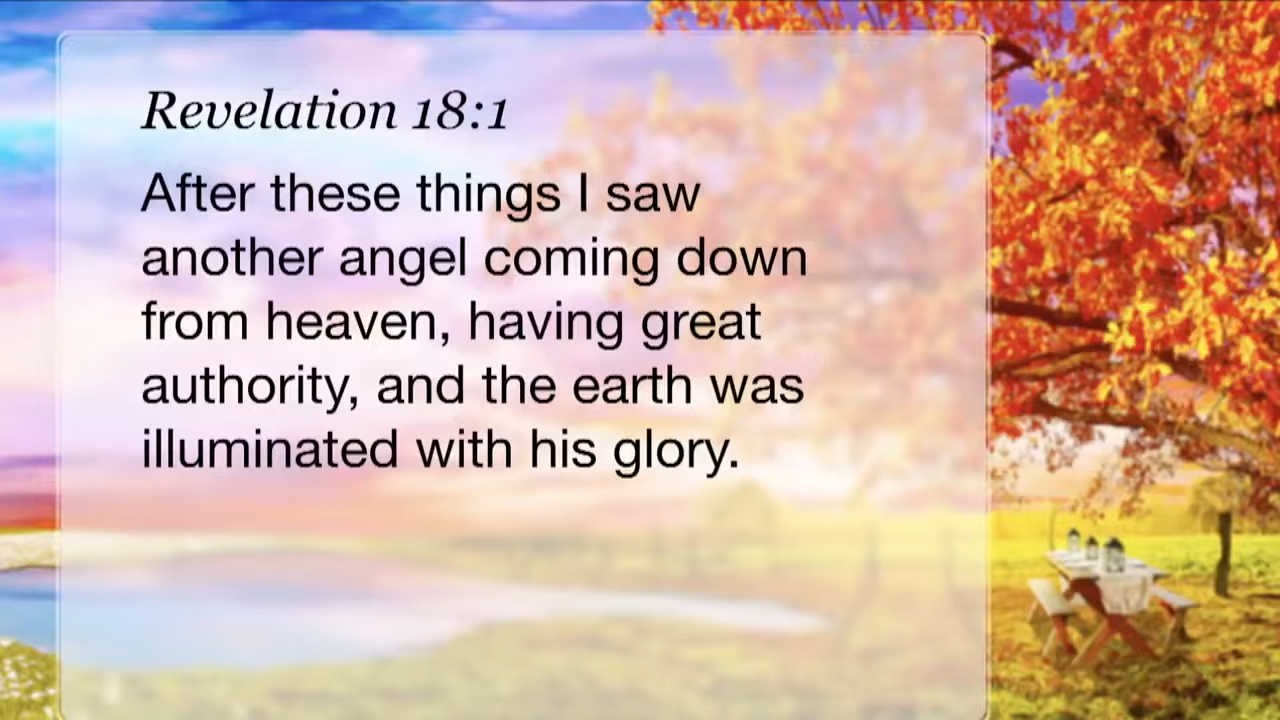 Revelation 18:1
After these things I saw
another angel coming down
from heaven, having great
authority, and the earth was
illuminated with his glory.